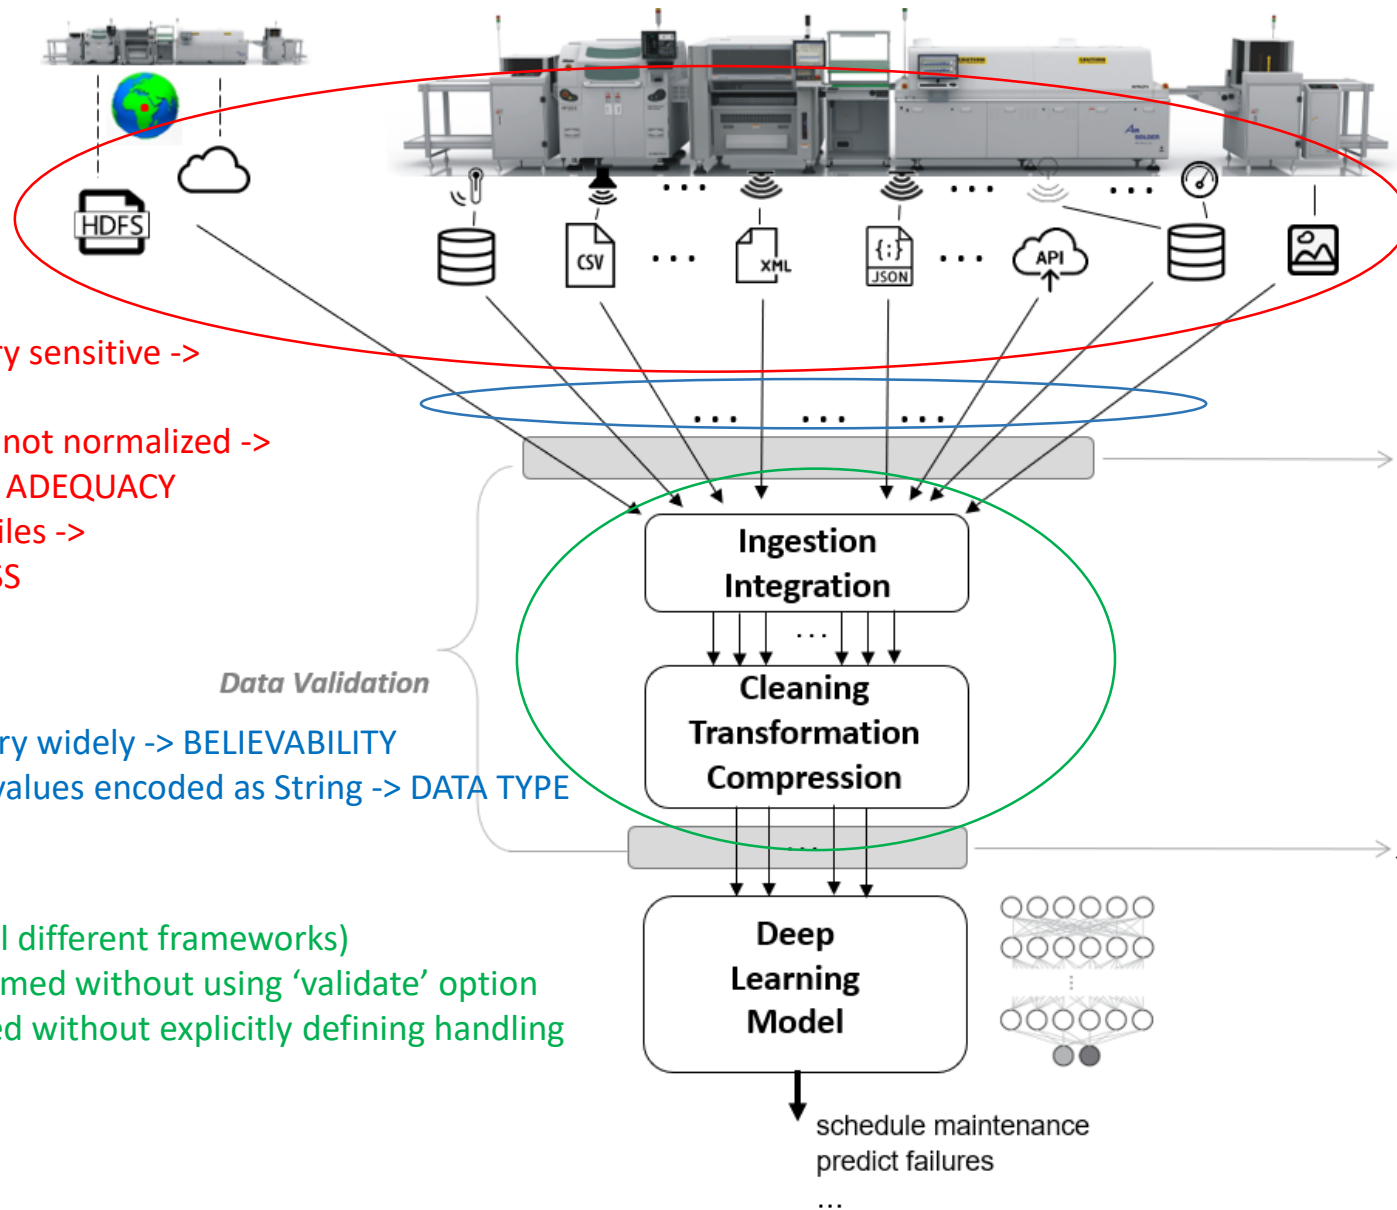 HDFS
CSV
XML
{;}
JSON
API
ry sensitive ->
not normalized ->
ADEQUACY
iles ->
SS
Ingestion
Integration
Data Validation
Cleaning
Transformation
Compression
ry widely -> BELIEVABILITY
values encoded as String -> DATA TYPE
l different frameworks)
med without using ‘validate’ option
ed without explicitly defining handling
Deep
Learning
Model
schedule maintenance
predict failures
...